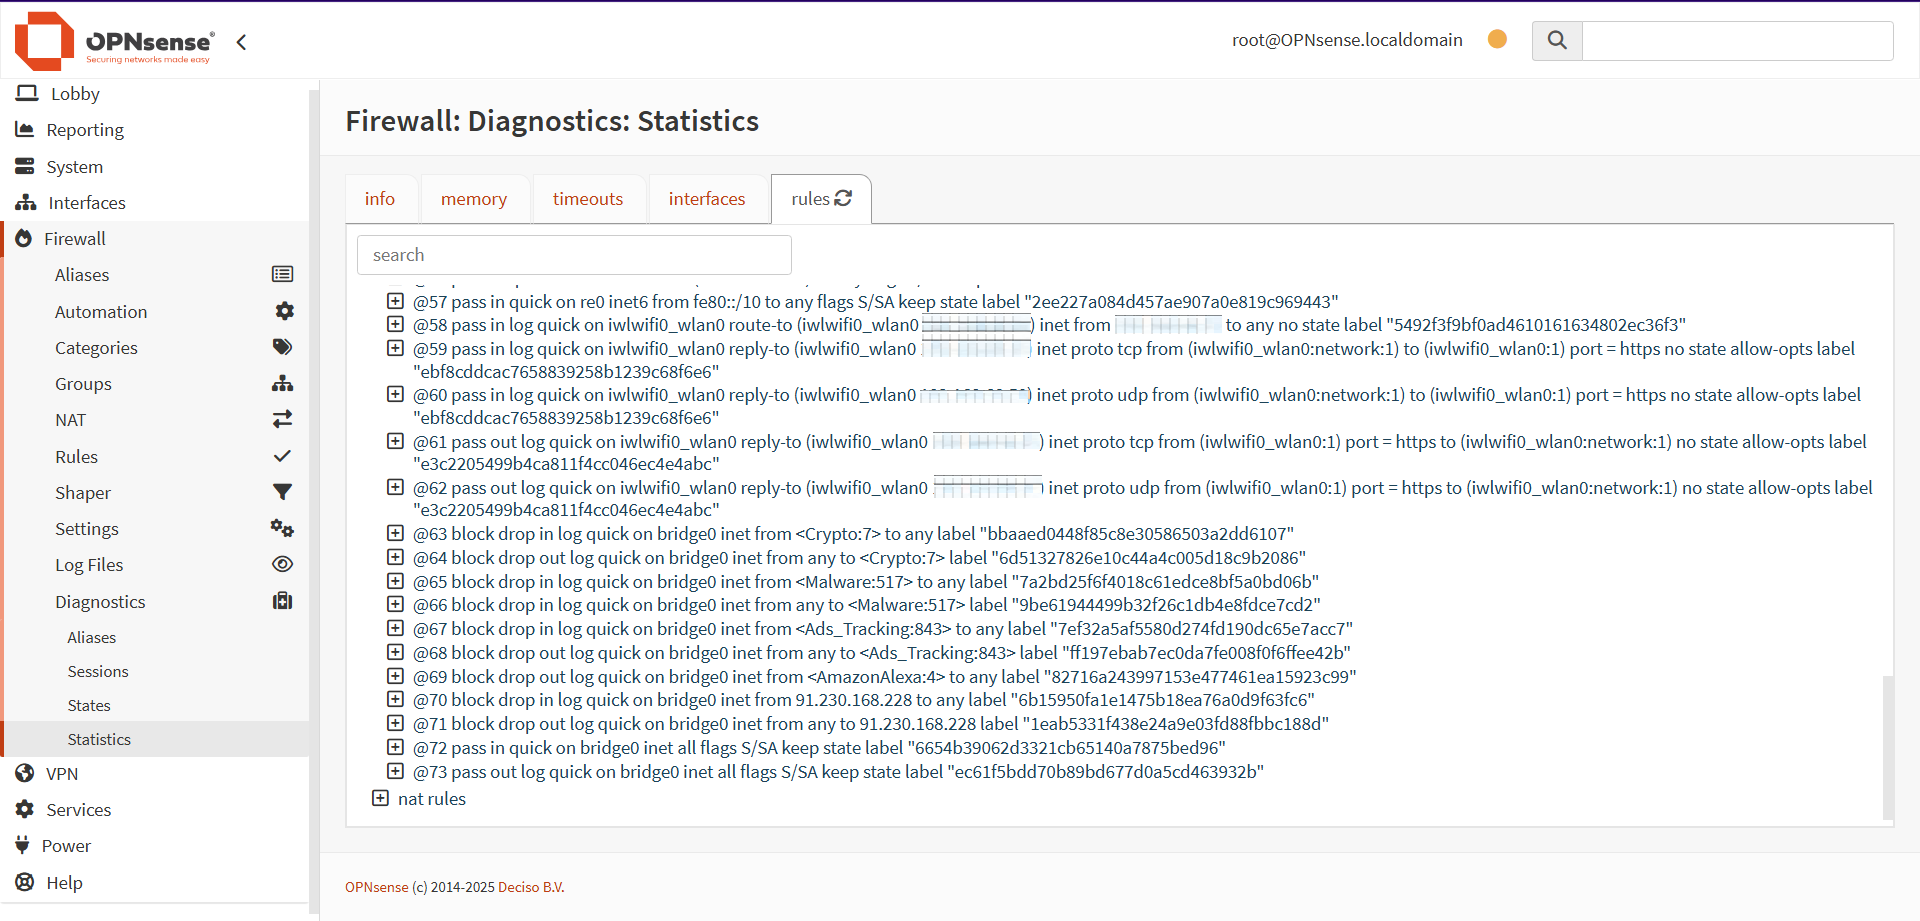 OPNsense®
Securing networks made easy
root@OPNsense.localdomain
Lobby
Reporting
System
Interfaces
Firewall
Aliases
Automation
Categories
Groups
NAT
Rules
Shaper
Settings
Log Files
Diagnostics
Aliases
Sessions
States
Statistics
VPN
Services
Power
Help
Firewall: Diagnostics: Statistics
info
memory
timeouts
interfaces
rules
search
@57 pass in quick on re0 inet6 from fe80::/10 to any flags S/SA keep state label "2ee227a084d457ae907a0e819c969443"
@58 pass in log quick on iwlwifi0_wlan0 route-to (iwlwifi0_wlan0 ) inet from to any no state label "5492f3f9bf0ad4610161634802ec36f3"
@59 pass in log quick on iwlwifi0_wlan0 reply-to (iwlwifi0_wlan0 inet proto tcp from (iwlwifi0_wlan0:network:1) to (iwlwifi0_wlan0:1) port = https no state allow-opts label
"ebf8cddcac7658839258b1239c68f6e6"
@60 pass in log quick on iwlwifi0_wlan0 reply-to (iwlwifi0_wlan0 ) inet proto udp from (iwlwifi0_wlan0:network:1) to (iwlwifi0_wlan0:1) port = https no state allow-opts label
"ebf8cddcac7658839258b1239c68f6e6"
@61 pass out log quick on iwlwifi0_wlan0 reply-to (iwlwifi0_wlan0 ) inet proto tcp from (iwlwifi0_wlan0:1) port = https to (iwlwifi0_wlan0:network:1) no state allow-opts label
"e3c2205499b4ca811f4cc046ec4e4abc"
@62 pass out log quick on iwlwifi0_wlan0 reply-to (iwlwifi0_wlan0 ) inet proto udp from (iwlwifi0_wlan0:1) port = https to (iwlwifi0_wlan0:network:1) no state allow-opts label
"e3c2205499b4ca811f4cc046ec4e4abc"
@63 block drop in log quick on bridge0 inet from <Crypto:7> to any label "bbaaed0448f85c8e30586503a2dd6107"
@64 block drop out log quick on bridge0 inet from any to <Crypto:7> label "6d51327826e10c44a4c005d18c9b2086"
@65 block drop in log quick on bridge0 inet from <Malware:517> to any label "7a2bd25f6f4018c61edce8bf5a0bd06b"
@66 block drop in log quick on bridge0 inet from any to <Malware:517> label "9be61944499b32f26c1db4e8fdce7cd2"
@67 block drop in log quick on bridge0 inet from <Ads_Tracking:843> to any label "7ef32a5af5580d274fd190dc65e7acc7"
@68 block drop out log quick on bridge0 inet from any to <Ads_Tracking:843> label "ff197ebab7ec0da7fe008f0f6ffee42b"
@69 block drop out log quick on bridge0 inet from <AmazonAlexa:4> to any label "82716a243997153e477461ea15923c99"
@70 block drop out log quick on bridge0 inet from 91.230.168.228 to any label "6b15950fa1e1475b18ea76a0d9f63fc6"
@71 block drop out log quick on bridge0 inet from any to 91.230.168.228 label "1eab5331f438e24a9e03fd88fbbc188d"
@72 pass in quick on bridge0 inet all flags S/SA keep state label "6654b39062d3321cb65140a7875bed96"
@73 pass out log quick on bridge0 inet all flags S/SA keep state label "ec61f5bdd70b89bd677d0a5cd463932b"
nat rules
OPNsense (c) 2014-2025 Deciso B.V.